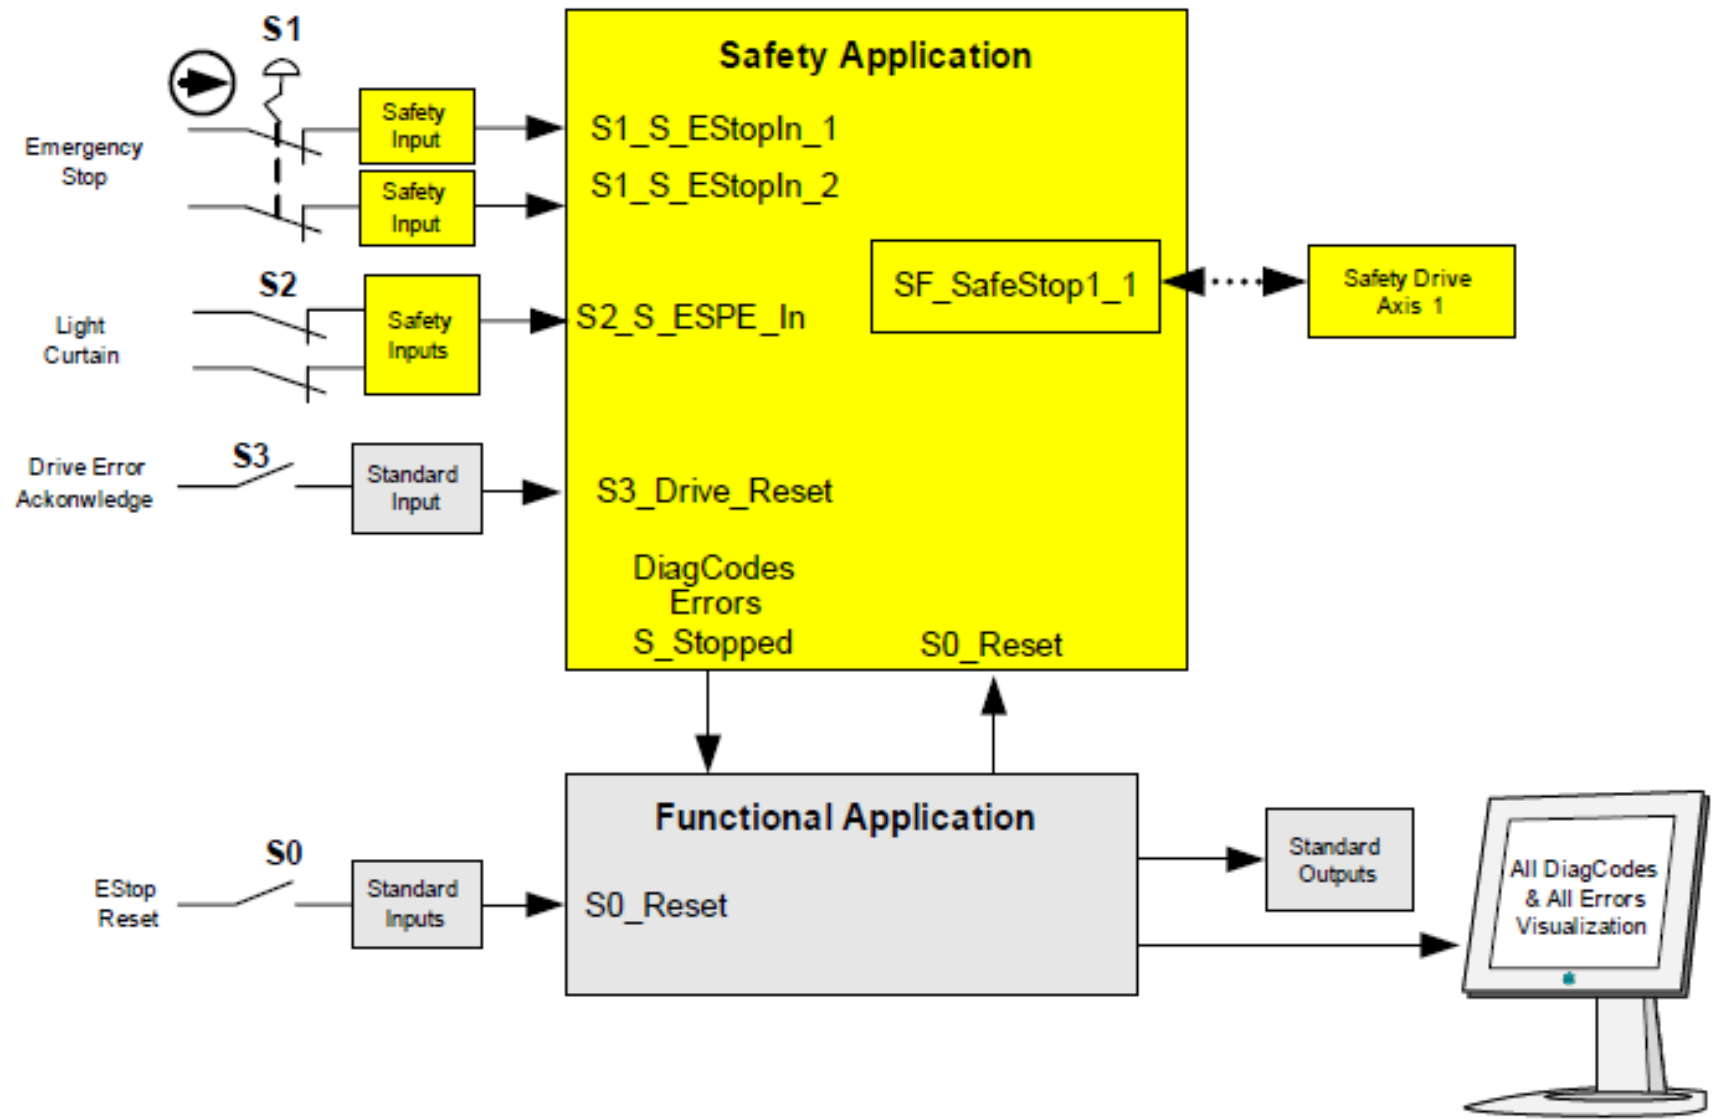 S1
Safety Application
Safety
Input
S1_S_EStopIn_1
Emergency
Stop
Safety
Input
S1_S_EStopIn_2
S2
Light
Curtain
Safety
Inputs
S2_S_ESPE_In
SF_SafeStop1_1
Safety Drive
Axis 1
Drive Error
Ackonwledge
S3
Standard
Input
S3_Drive_Reset
DiagCodes
Errors
S_Stopped
S0_Reset
Functional Application
EStop
Reset
S0
Standard
Inputs
S0_Reset
Standard
Outputs
All DiagCodes
& All Errors
Visualization